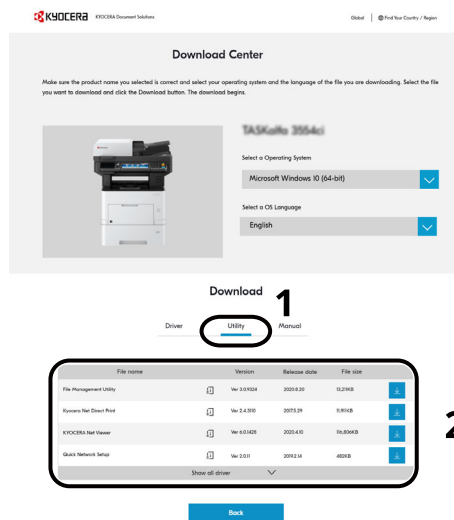 KYOCERA KYOCERA Document Solutions Global Find Your Country / Region
Download Center
Make sure the product name you selected is correct and select your operating system and the language of the file you are downloading. Select the file
you want to download and click the Download button. The download begins.
TASKalfa 3554ci
Select a Operating System
Microsoft Windows 10 (64-bit)
Select a OS Language
English
Download
1
Driver Utility Manual
File name Version Release date File size
File Management Utility Ver 3.0.9024 2020.8.20 13,211KB
Kyocera Net Direct Print Ver 2.4.3110 2017.5.29 11,911KB
KYOCERA Net Viewer Ver 6.0.1428 2020.4.10 116,806KB
Quick Network Setup Ver 2.0.11 2019.2.14 482KB
Show all driver
2
Back